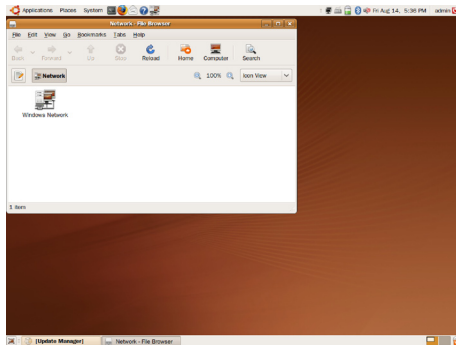 Applications Places System Fri Aug 14, 5:36 PM admin
Network - File Browser
File Edit View Go Bookmarks Tabs Help
Back Forward Up Stop Reload Home Computer Search
Network 100% Icon View
Windows Network
1 item
[Update Manager] Network - File Browser